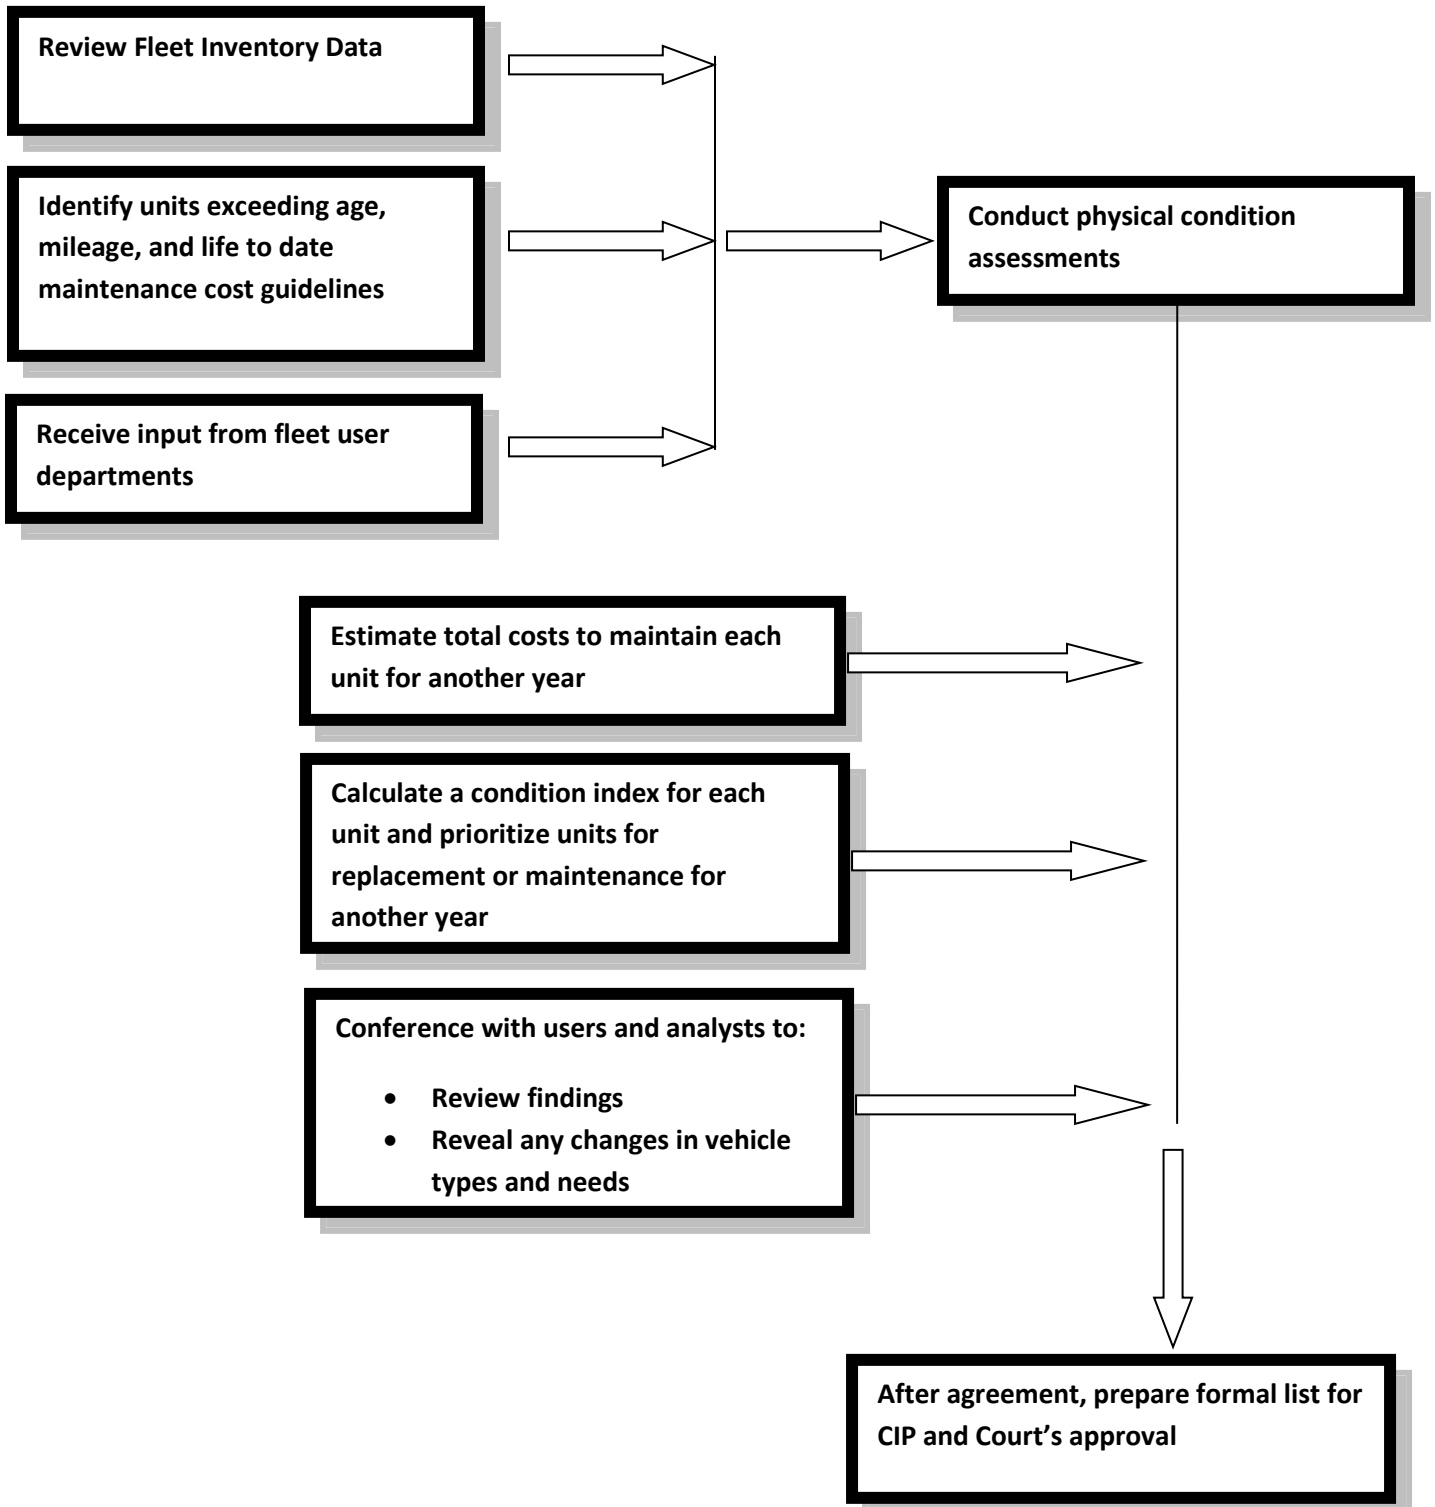 Review Fleet Inventory Data
Identify units exceeding age,
mileage, and life to date
maintenance cost guidelines
Conduct physical condition
assessments
Receive input from fleet user
departments
Estimate total costs to maintain each
unit for another year
Calculate a condition index for each
unit and prioritize units for
replacement or maintenance for
another year
Conference with users and analysts to:
• Review findings
• Reveal any changes in vehicle
types and needs
After agreement, prepare formal list for
CIP and Court’s approval